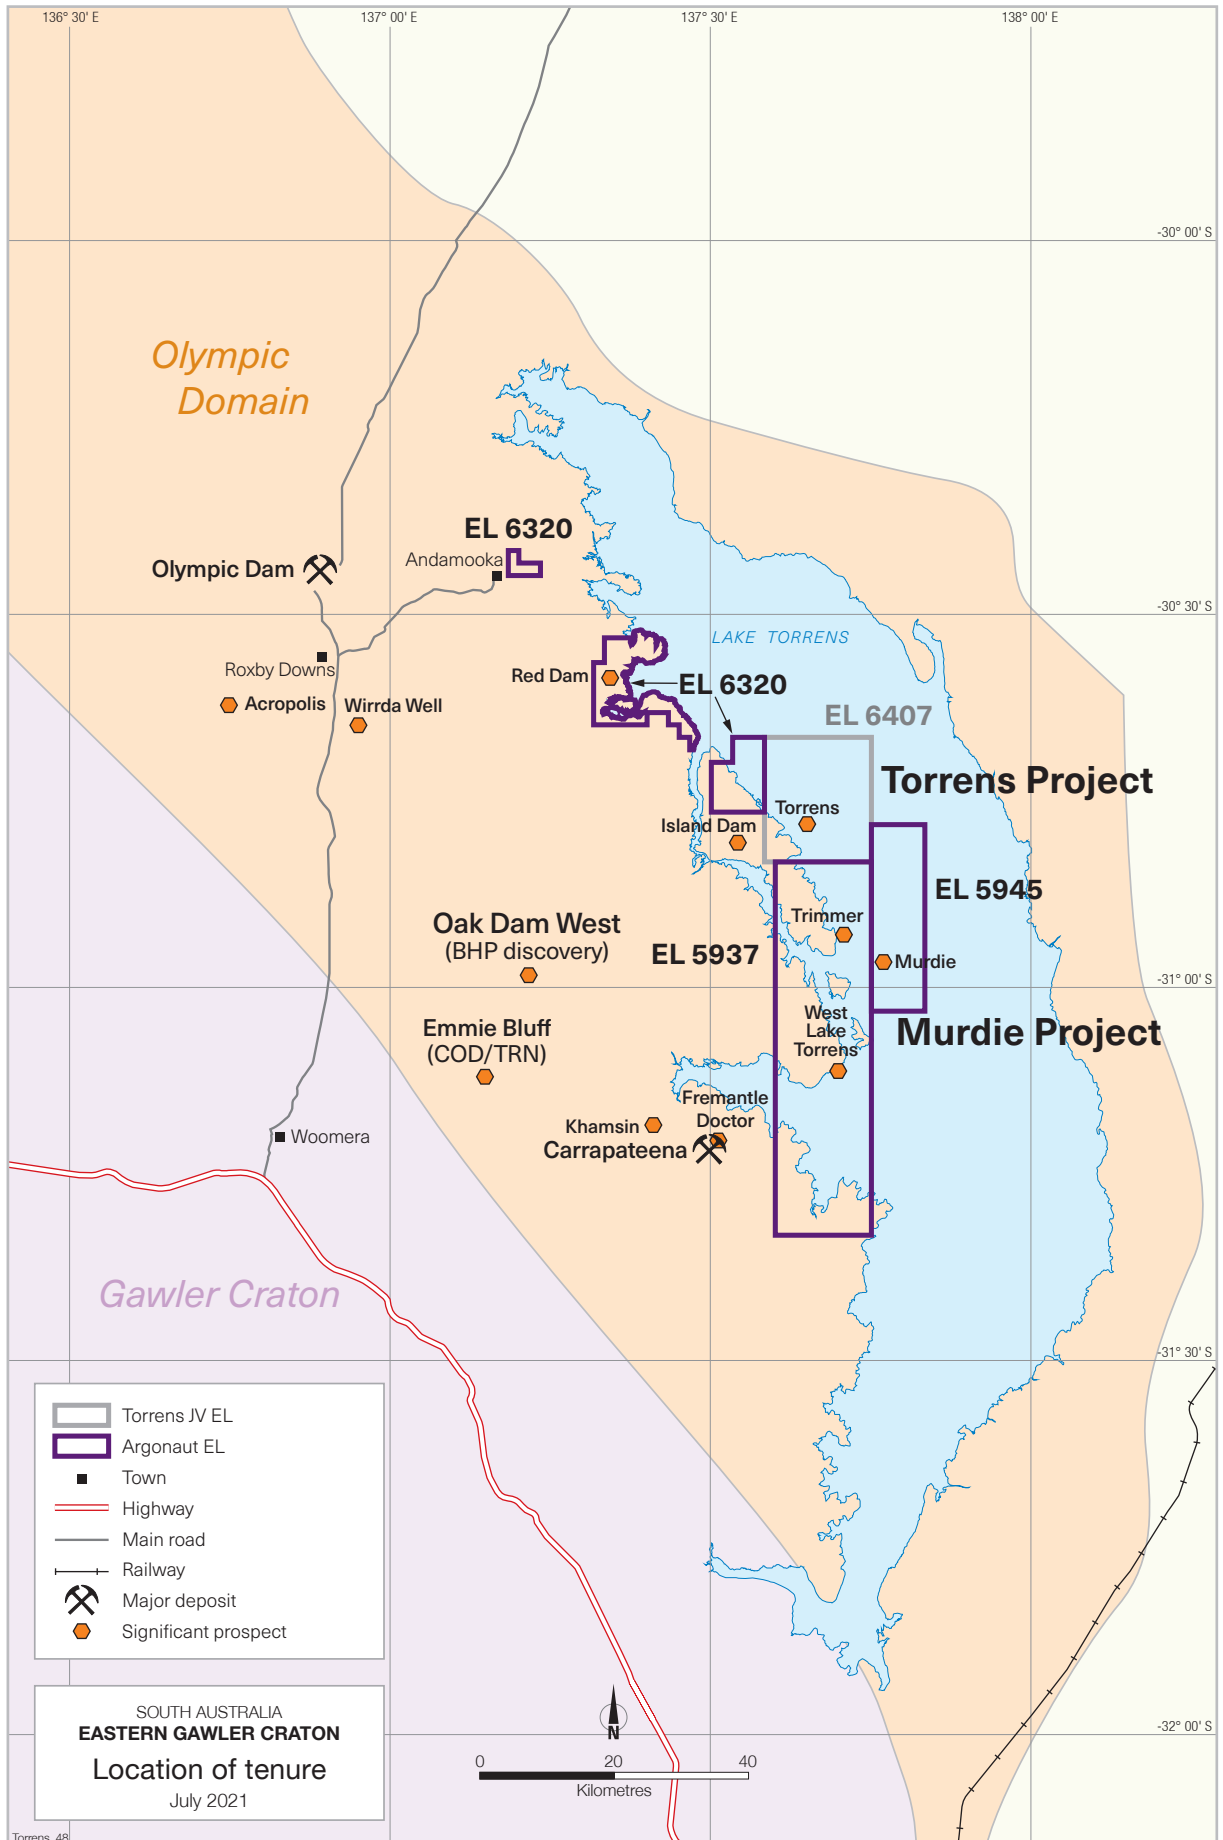 136° 30' E
137° 00' E
137° 30' E
138° 00' E
-30° 00' S
Olympic
Domain
EL 6320
Andamooka
Olympic Dam
-30° 30' S
LAKE TORRENS
Roxby Downs
Red Dam
EL 6320
Acropolis
Wirrda Well
EL 6407
Torrens Project
Torrens
Island Dam
EL 5945
Trimmer
Oak Dam West
(BHP discovery)
EL 5937
Murdie
-31° 00' S
West
Lake
Torrens
Murdie Project
Emmie Bluff
(COD/TRN)
Fremantle
Doctor
Khamsin
Carrapateena
Woomera
Gawler Craton
-31° 30' S
Torrens JV EL
Argonaut EL
Town
Highway
Main road
Railway
Major deposit
Significant prospect
SOUTH AUSTRALIA
EASTERN GAWLER CRATON
Location of tenure
July 2021
N
0 20 40
Kilometres
-32° 00' S
Torrens_48